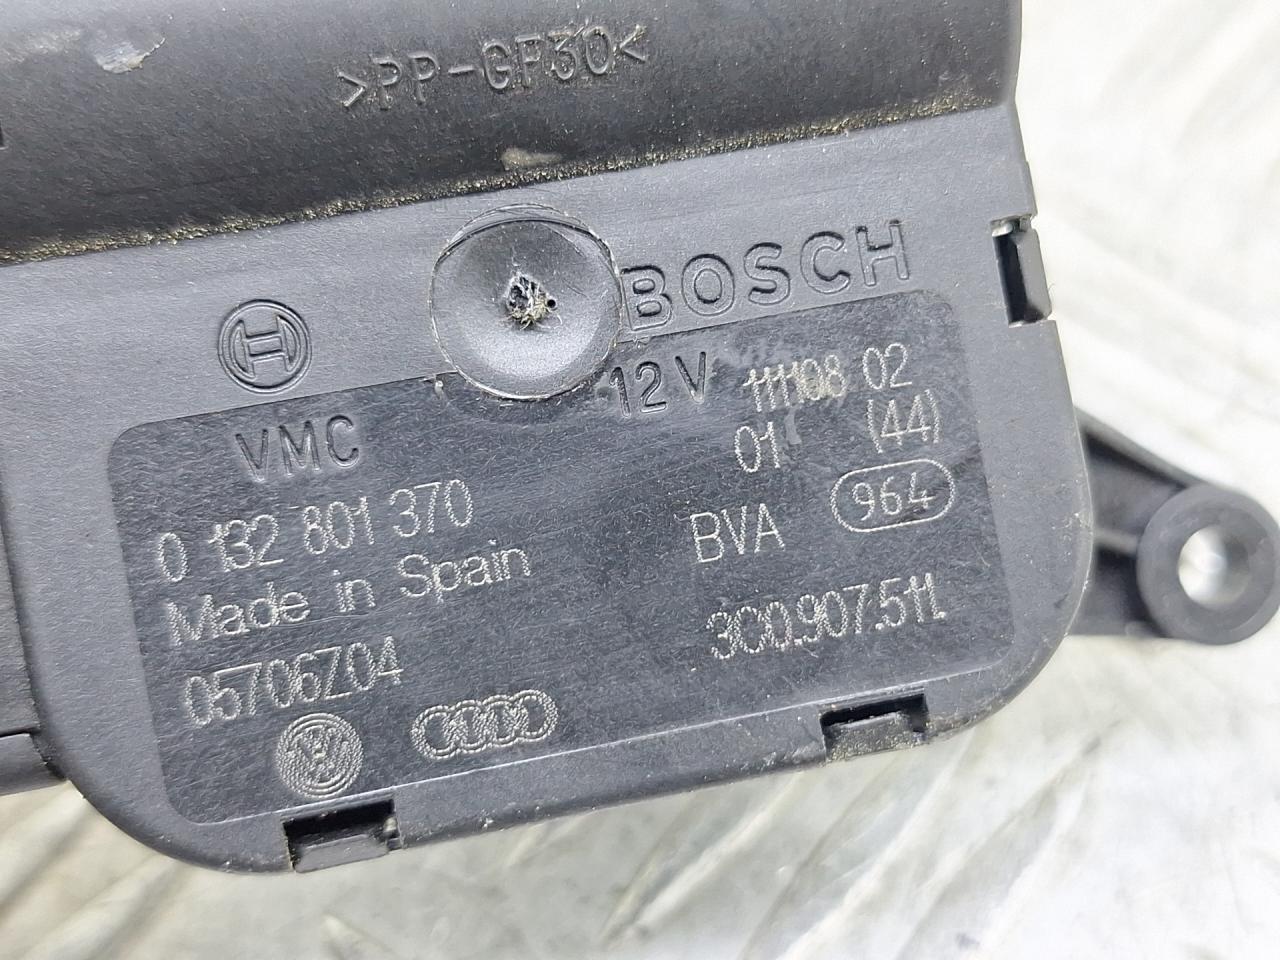 >PP-GF30<
BOSCH
12V 111108 02
VMC 01 (44)
0 132 801 370 BVA 964
Made in Spain
05706Z04 3C0.907.511.